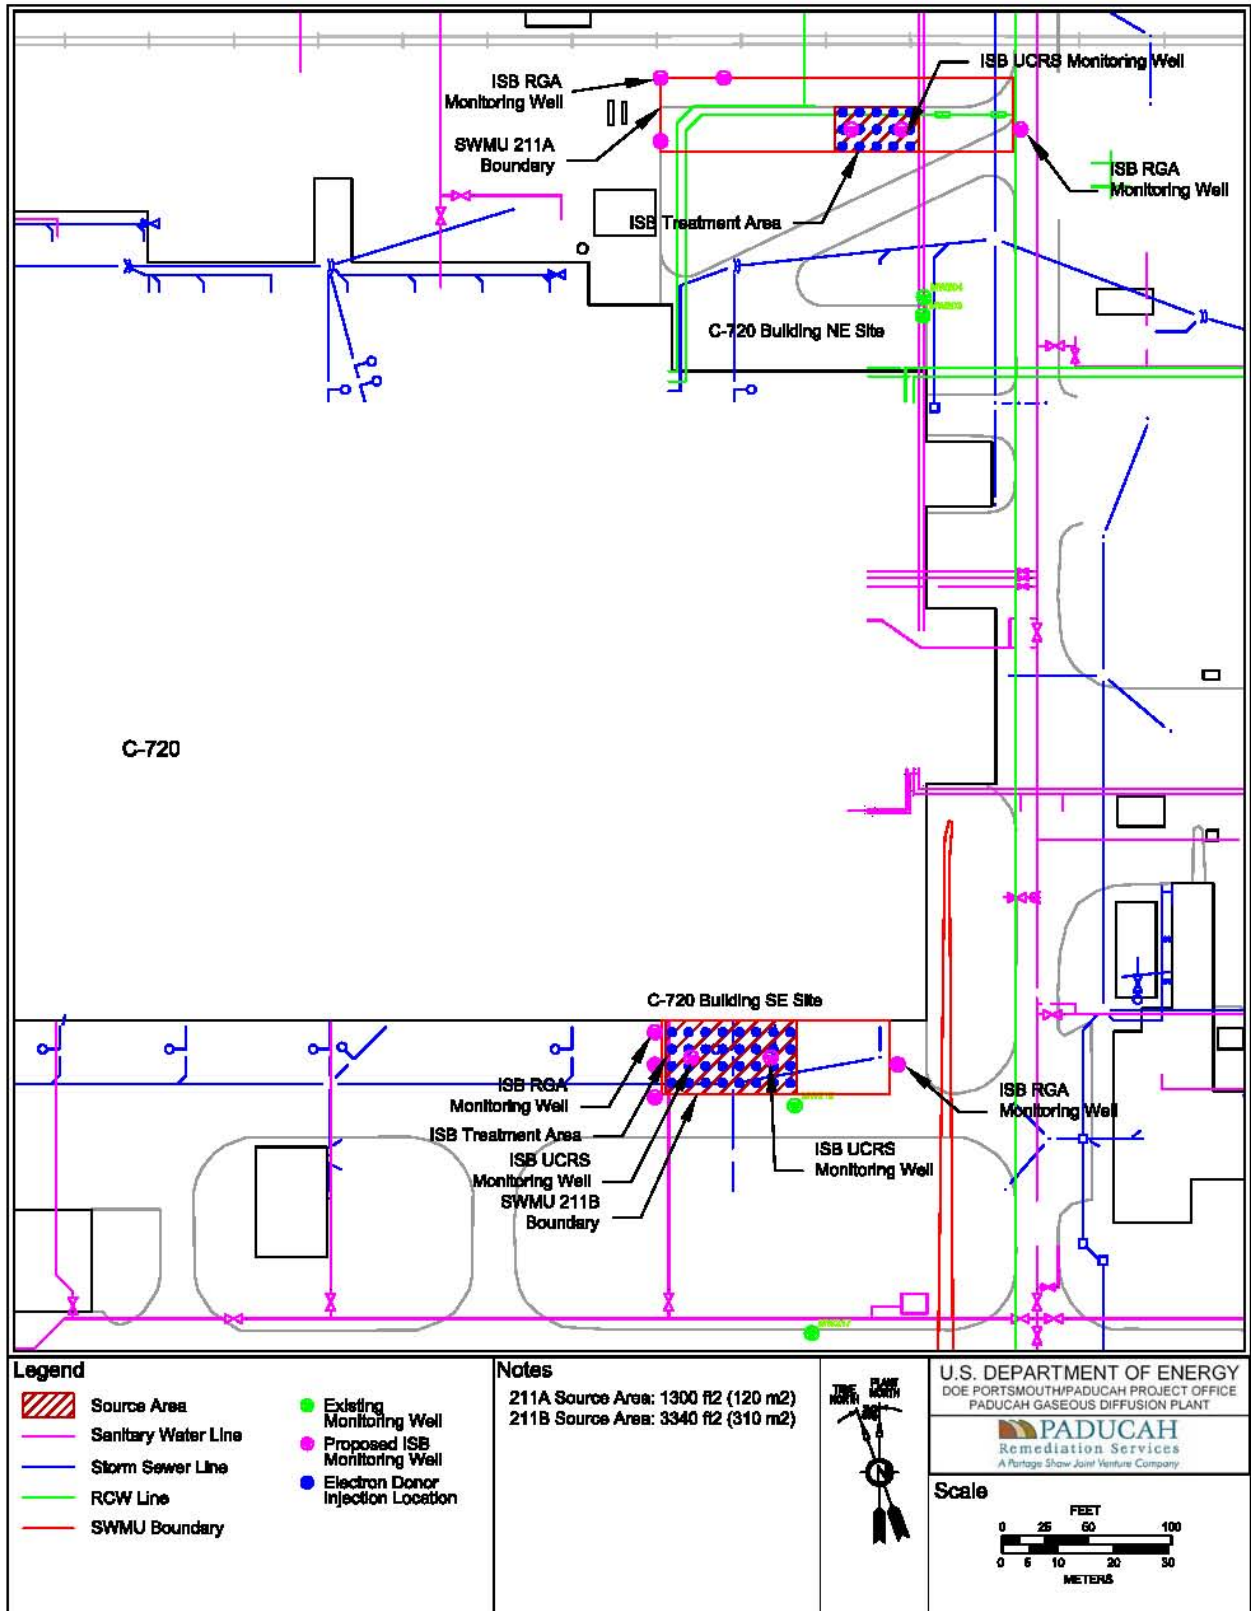 ISB RGA
Monitoring Well
ISB UCRS Monitoring Well
SWMU 211A
Boundary
ISB RGA
Monitoring Well
ISB Treatment Area
C-720 Building NE Site
C-720
C-720 Building SE Site
ISB RGA
Monitoring Well
ISB RGA
Monitoring Well
ISB Treatment Area
ISB UCRS
Monitoring Well
ISB UCRS
Monitoring Well
SWMU 211B
Boundary
Legend
Source Area
Sanitary Water Line
Storm Sewer Line
RCW Line
SWMU Boundary
Existing
Monitoring Well
Proposed ISB
Monitoring Well
Electron Donor
Injection Location
Notes
211A Source Area: 1300 ft2 (120 m2)
211B Source Area: 3340 ft2 (310 m2)
TRUE
NORTH
PLANT
NORTH
N
U.S. DEPARTMENT OF ENERGY
DOE PORTSMOUTH/PADUCAH PROJECT OFFICE
PADUCAH GASEOUS DIFFUSION PLANT
PADUCAH
Remediation Services
A Portage Shaw Joint Venture Company
Scale
FEET
0 25 50 100
0 5 10 20 30
METERS